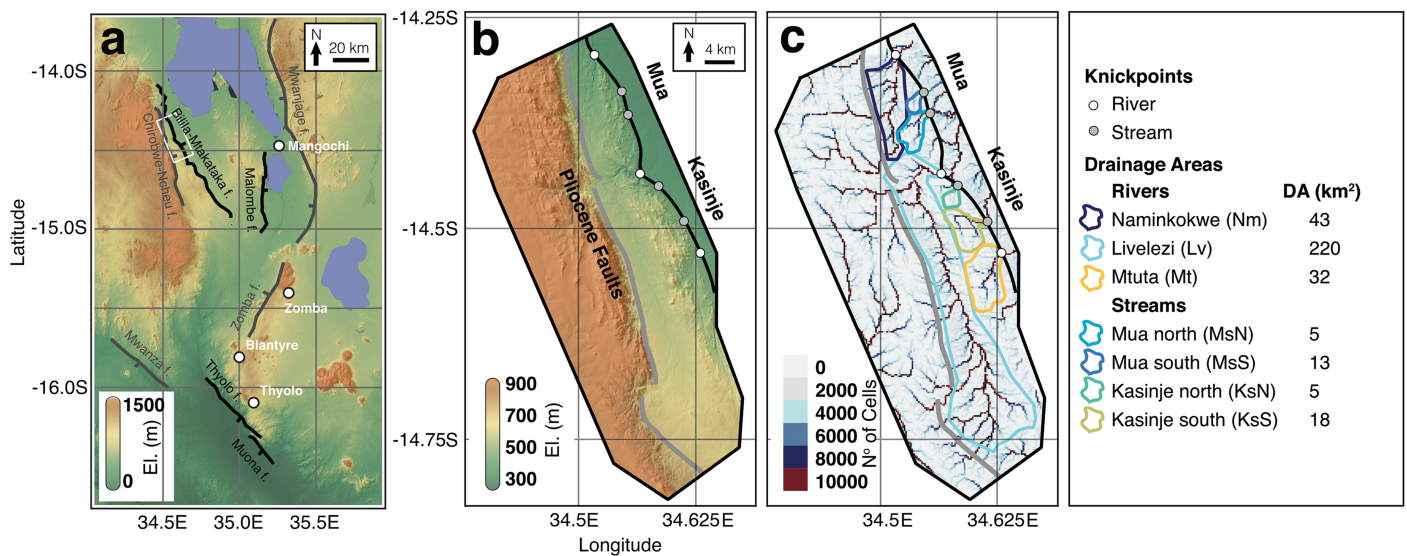 a
N
20 km
-14.0S
-15.0S
-16.0S
Latitude
Mwanjage f.
Chirobwe-Ncheu f.
Bilila-Mtakataka f.
Malombe f.
Mangochi
Zomba f.
Zomba
Blantyre
Mwanza f.
Thyolo f.
Thyolo
Muona f.
1500
0
El. (m)
34.5E
35.0E
35.5E
b
N
4 km
-14.25S
-14.5S
-14.75S
Mua
Kasinje
Pliocene Faults
900
700
500
300
El. (m)
34.5E
34.625E
Longitude
c
Mua
Kasinje
0
2000
4000
6000
8000
10000
Nº of Cells
34.5E
34.625E
Knickpoints
River
Stream
Drainage Areas
Rivers DA (km²)
Naminkokwe (Nm) 43
Livelezi (Lv) 220
Mtuta (Mt) 32
Streams
Mua north (MsN) 5
Mua south (MsS) 13
Kasinje north (KsN) 5
Kasinje south (KsS) 18